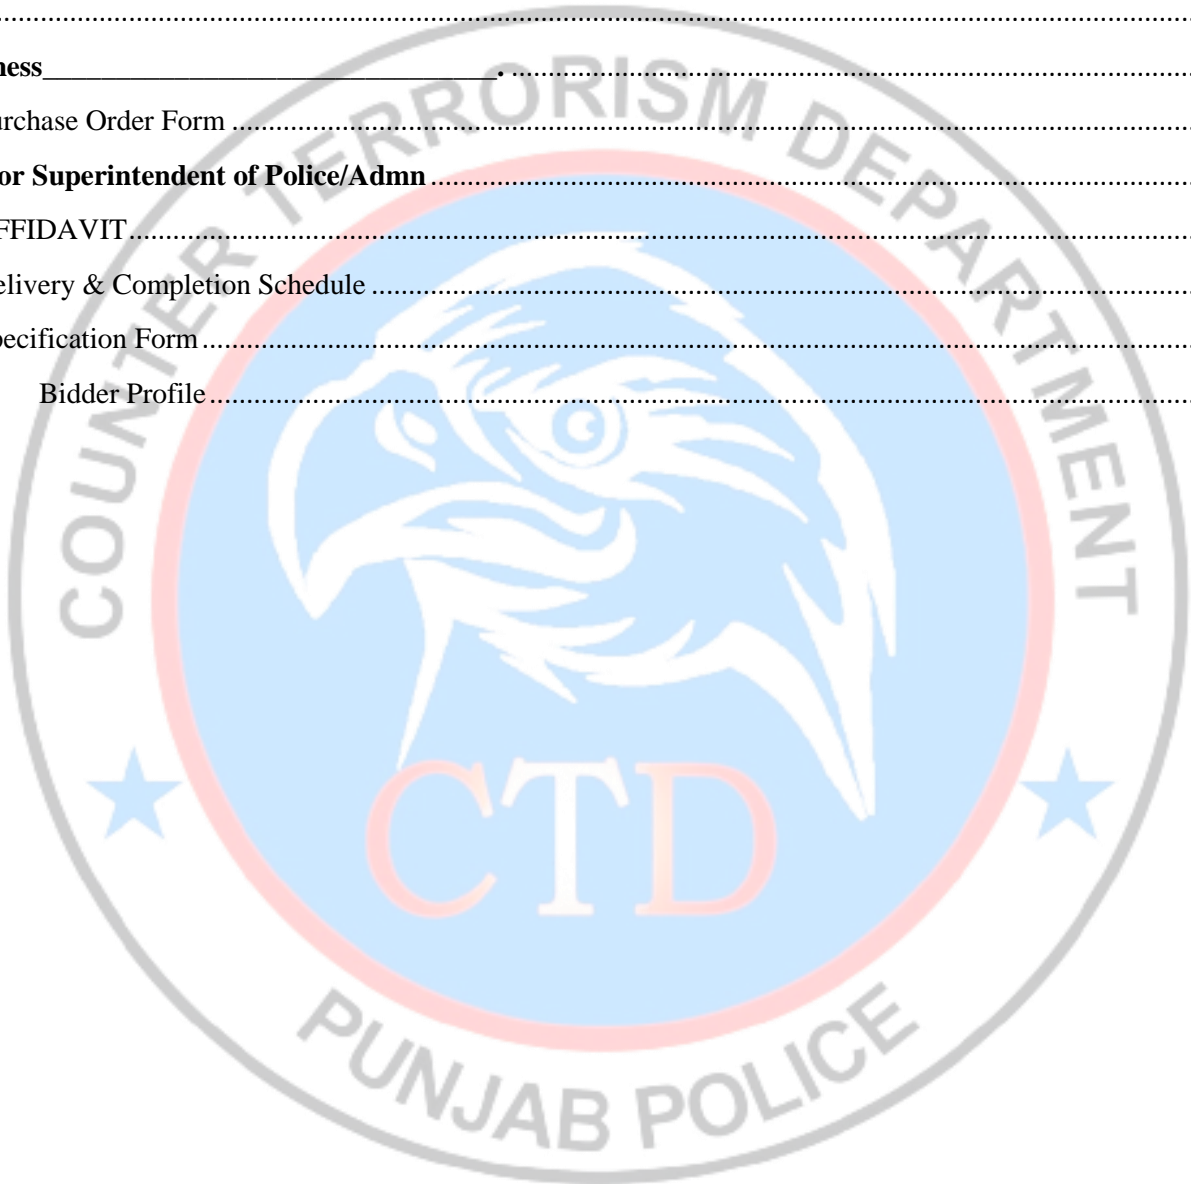 ................................................................................
ness______________________________. ................................................................................
urchase Order Form ................................................................................
or Superintendent of Police/Admn ................................................................................
FFIDAVIT ................................................................................
elivery & Completion Schedule ................................................................................
pecification Form ................................................................................
Bidder Profile ................................................................................
COUNTER TERRORISM DEPARTMENT
CTD
PUNJAB POLICE